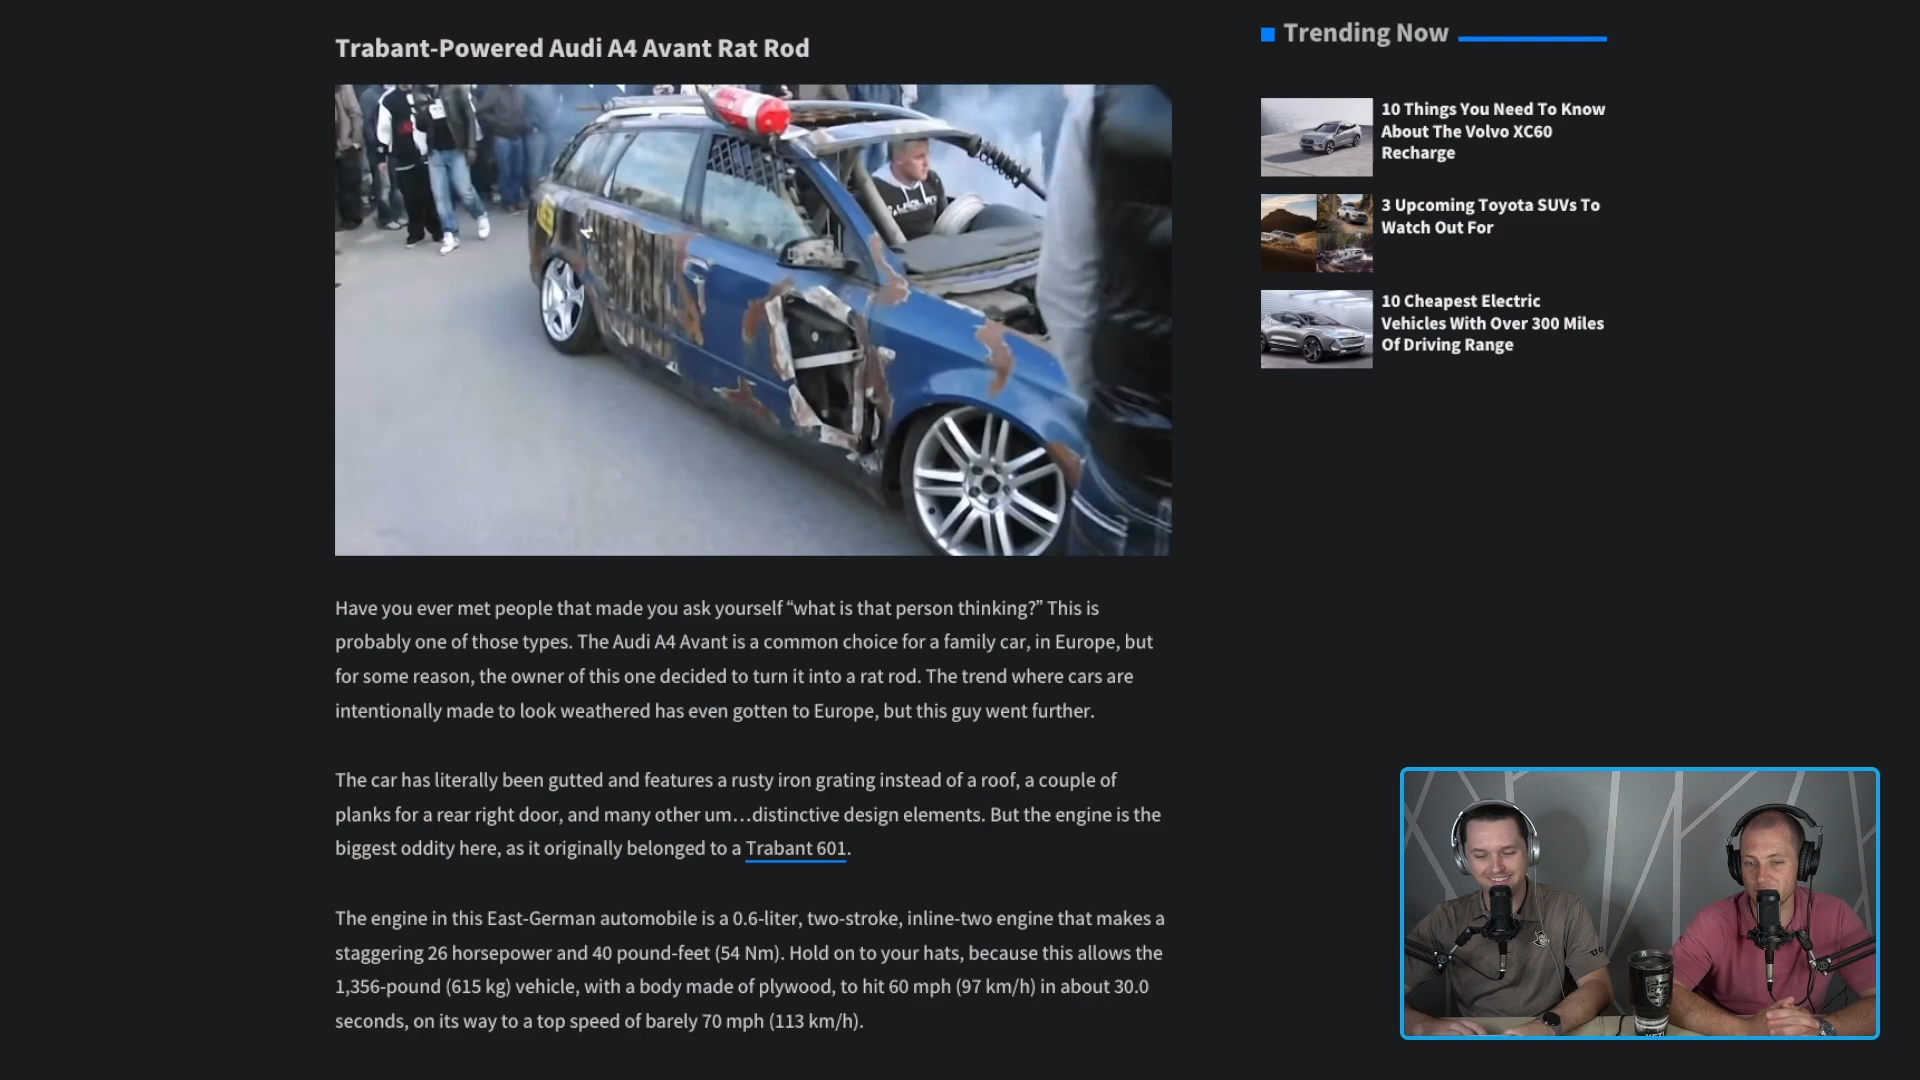 Trabant-Powered Audi A4 Avant Rat Rod
Have you ever met people that made you ask yourself “what is that person thinking?” This is
probably one of those types. The Audi A4 Avant is a common choice for a family car, in Europe, but
for some reason, the owner of this one decided to turn it into a rat rod. The trend where cars are
intentionally made to look weathered has even gotten to Europe, but this guy went further.
The car has literally been gutted and features a rusty iron grating instead of a roof, a couple of
planks for a rear right door, and many other um…distinctive design elements. But the engine is the
biggest oddity here, as it originally belonged to a Trabant 601.
The engine in this East-German automobile is a 0.6-liter, two-stroke, inline-two engine that makes a
staggering 26 horsepower and 40 pound-feet (54 Nm). Hold on to your hats, because this allows the
1,356-pound (615 kg) vehicle, with a body made of plywood, to hit 60 mph (97 km/h) in about 30.0
seconds, on its way to a top speed of barely 70 mph (113 km/h).
Trending Now
10 Things You Need To Know
About The Volvo XC60
Recharge
3 Upcoming Toyota SUVs To
Watch Out For
10 Cheapest Electric
Vehicles With Over 300 Miles
Of Driving Range